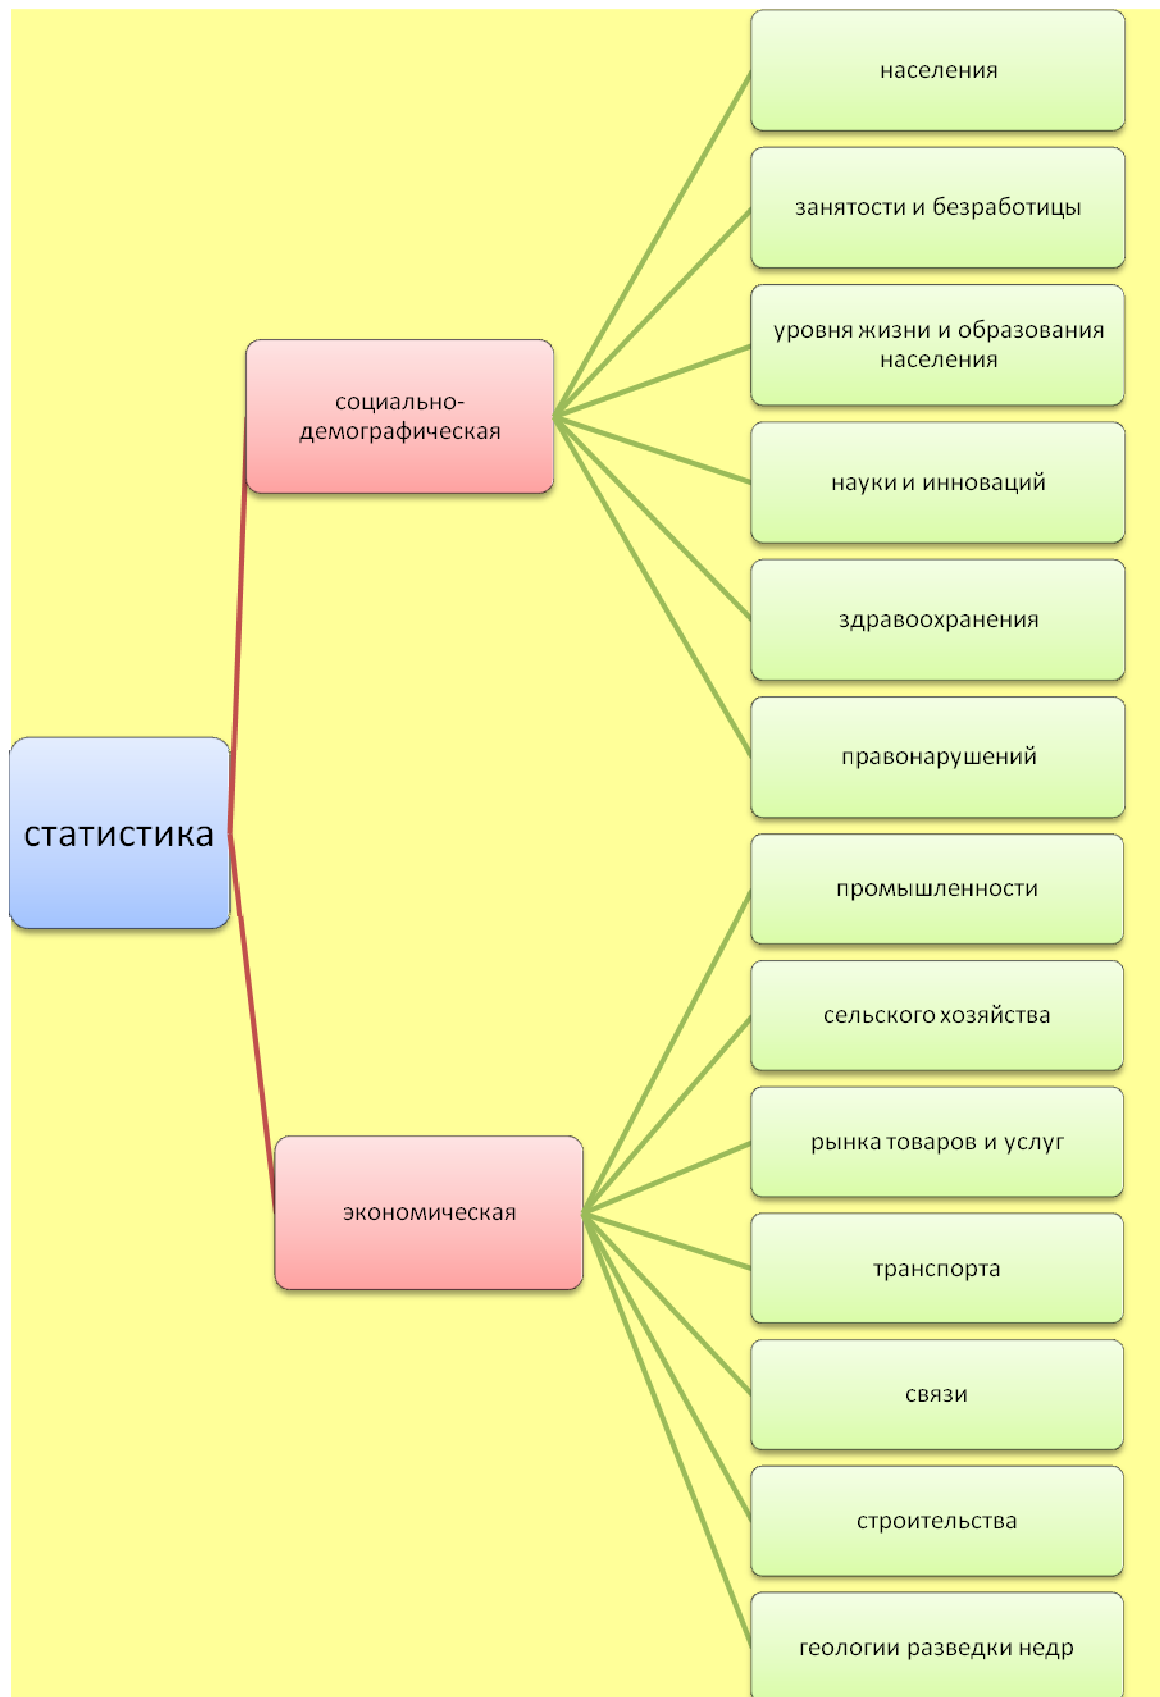 населения
занятости и безработицы
уровня жизни и образования
населения
социально-
демографическая
науки и инноваций
здравоохранения
правонарушений
статистика
промышленности
сельского хозяйства
рынка товаров и услуг
экономическая
транспорта
связи
строительства
геологии разведки недр